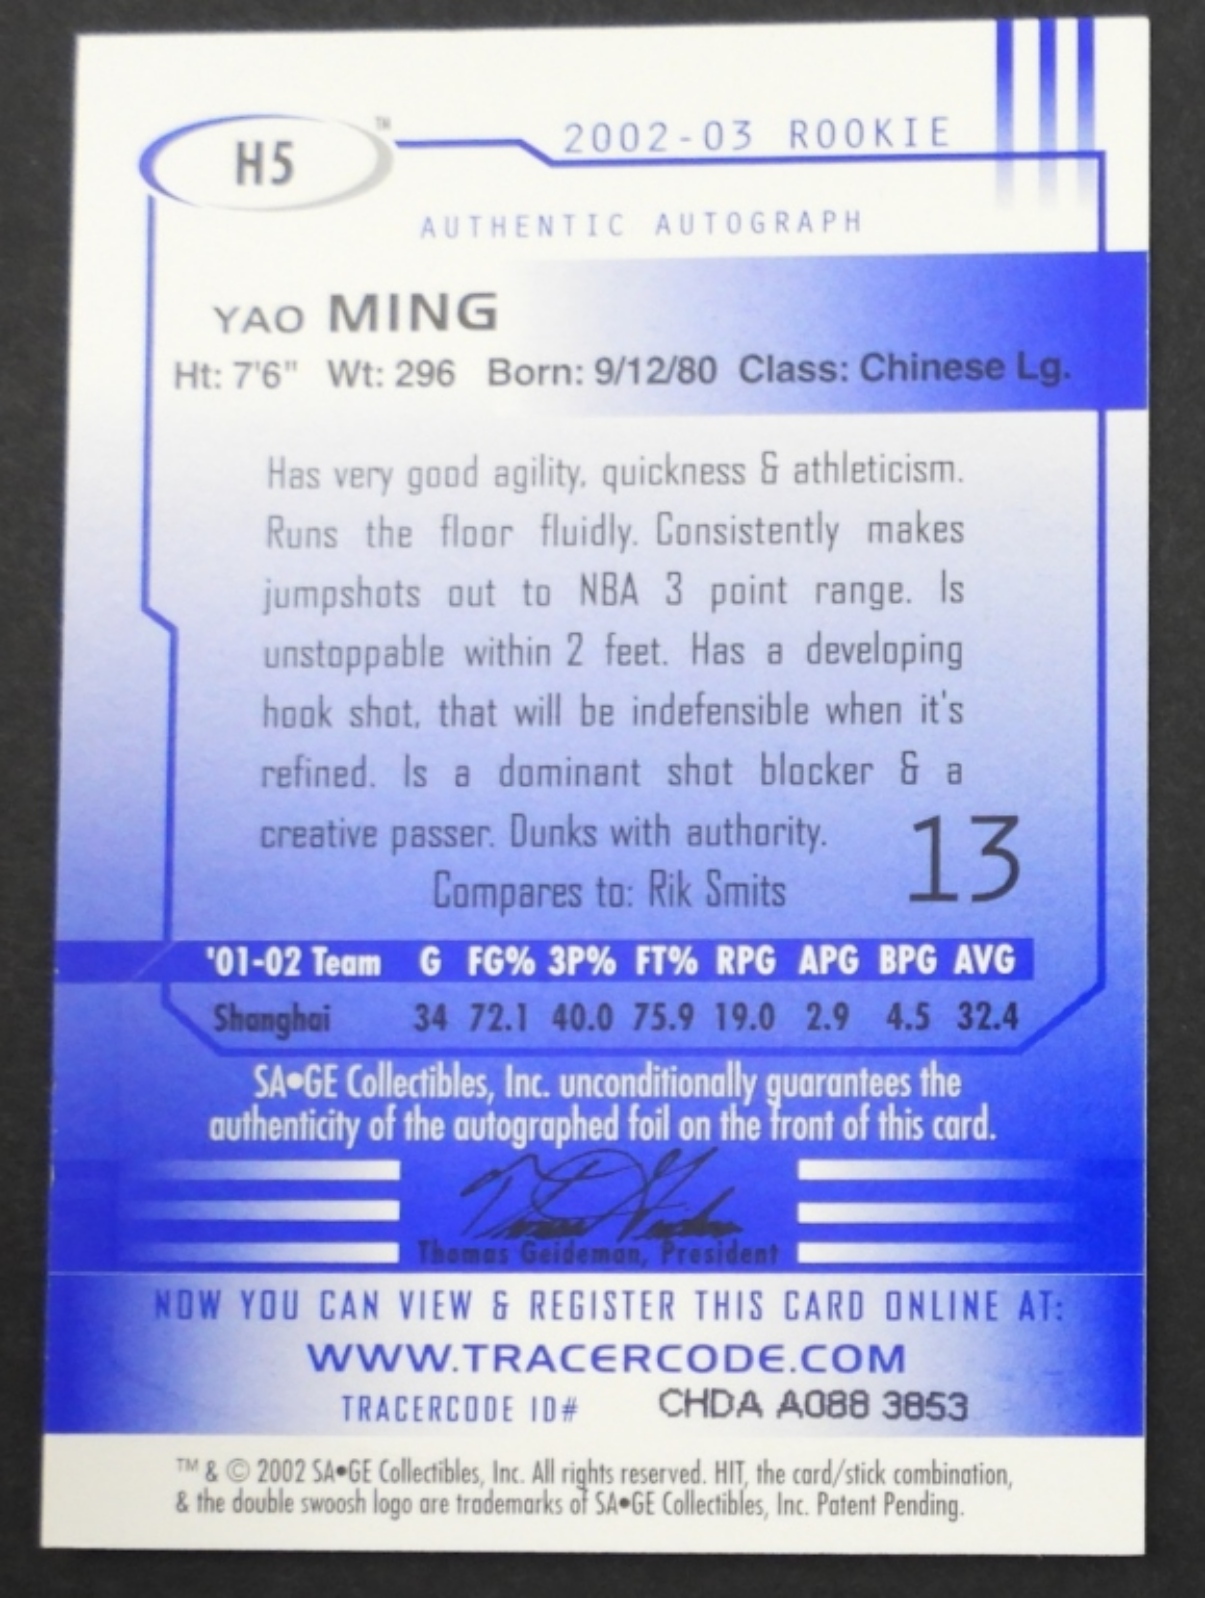 H5
TM
2002-03 ROOKIE
AUTHENTIC AUTOGRAPH
YAO MING
Ht: 7'6" Wt: 296 Born: 9/12/80 Class: Chinese Lg.
Has very good agility, quickness & athleticism.
Runs the floor fluidly. Consistently makes
jumpshots out to NBA 3 point range. Is
unstoppable within 2 feet. Has a developing
hook shot, that will be indefensible when it's
refined. Is a dominant shot blocker & a
creative passer. Dunks with authority.
Compares to: Rik Smits
13
'01-02 Team G FG% 3P% FT% RPG APG BPG AVG
Shanghai 34 72.1 40.0 75.9 19.0 2.9 4.5 32.4
SA•GE Collectibles, Inc. unconditionally guarantees the
authenticity of the autographed foil on the front of this card.
Thomas Geideman, President
NOW YOU CAN VIEW & REGISTER THIS CARD ONLINE AT:
WWW.TRACERCODE.COM
TRACERCODE ID# CHDA A088 3853
™ & © 2002 SA•GE Collectibles, Inc. All rights reserved. HIT, the card/stick combination,
& the double swoosh logo are trademarks of SA•GE Collectibles, Inc. Patent Pending.